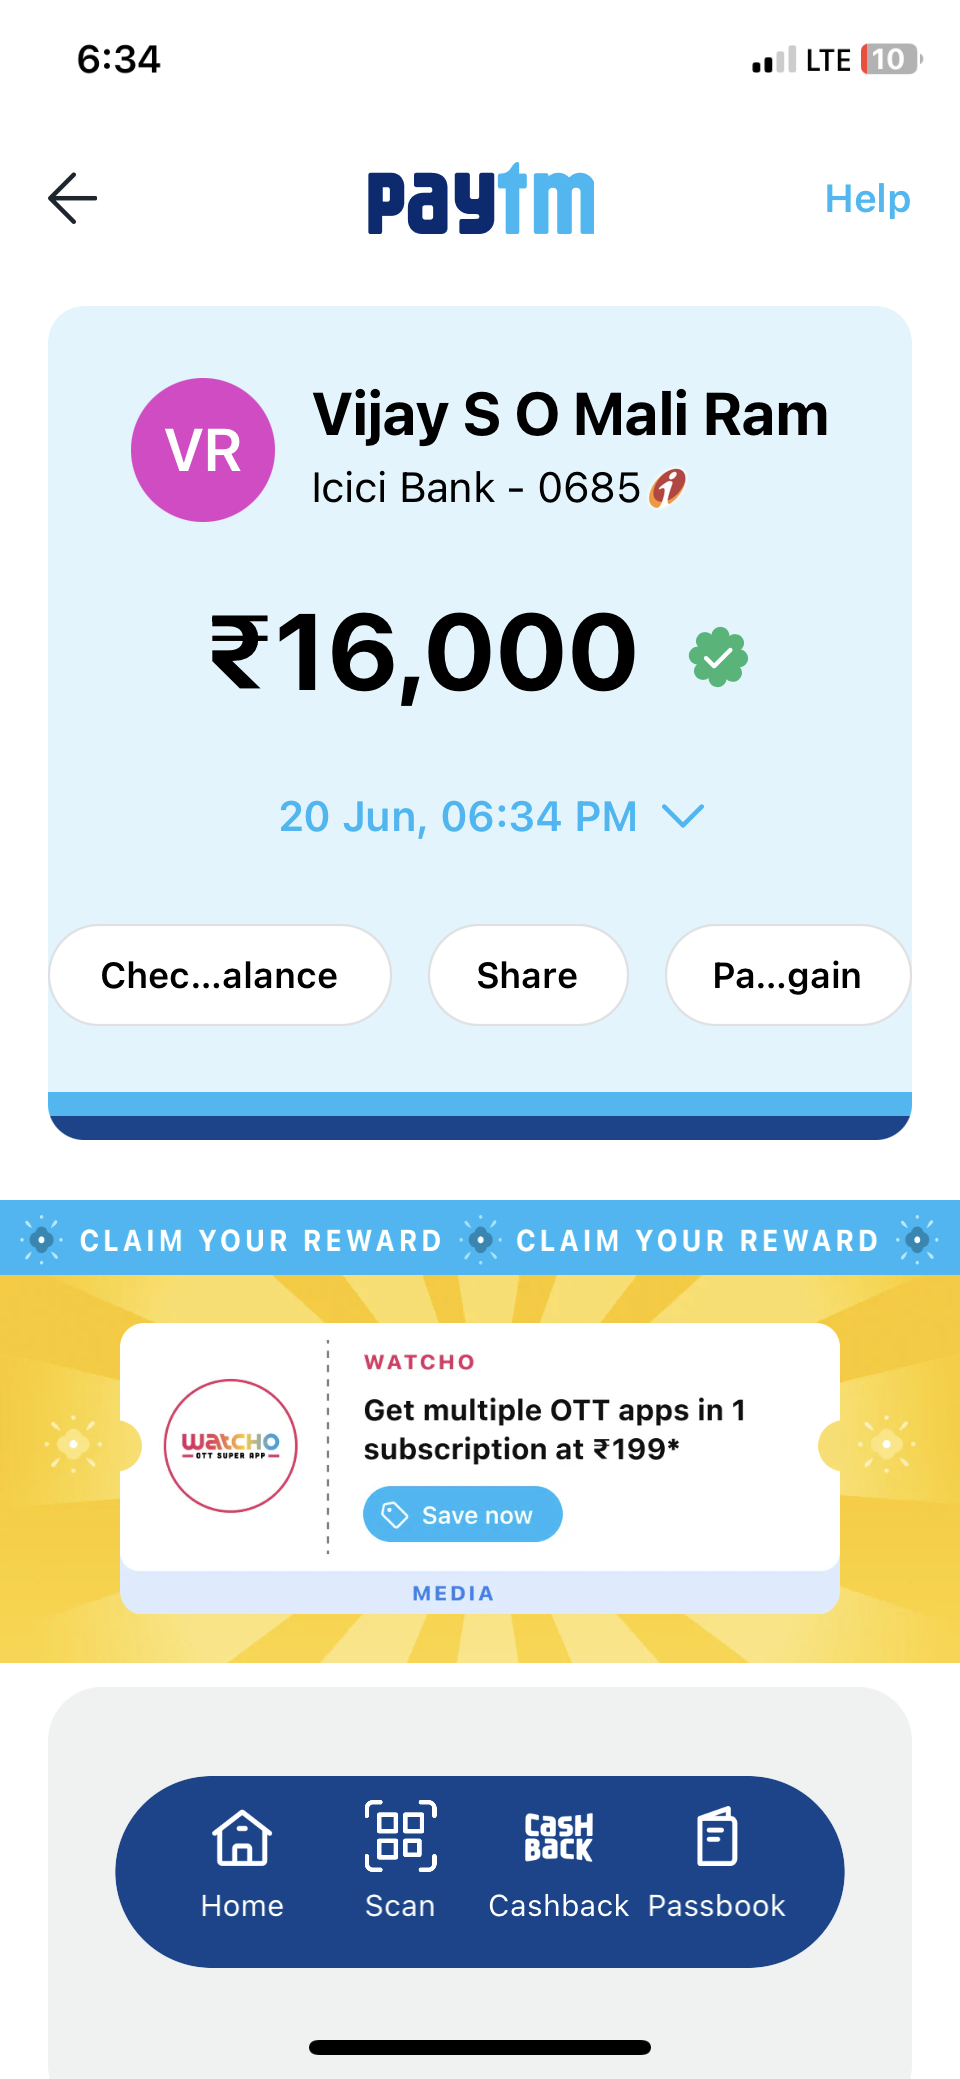 6:34
LTE 10
paytm
Help
VR
Vijay S O Mali Ram
Icici Bank - 0685
₹16,000
20 Jun, 06:34 PM
Chec...alance
Share
Pa...gain
CLAIM YOUR REWARD CLAIM YOUR REWARD
WATCHO
Get multiple OTT apps in 1
subscription at ₹199*
watCHO
OTT SUPER APP
Save now
MEDIA
CASH
BACK
Home Scan Cashback Passbook